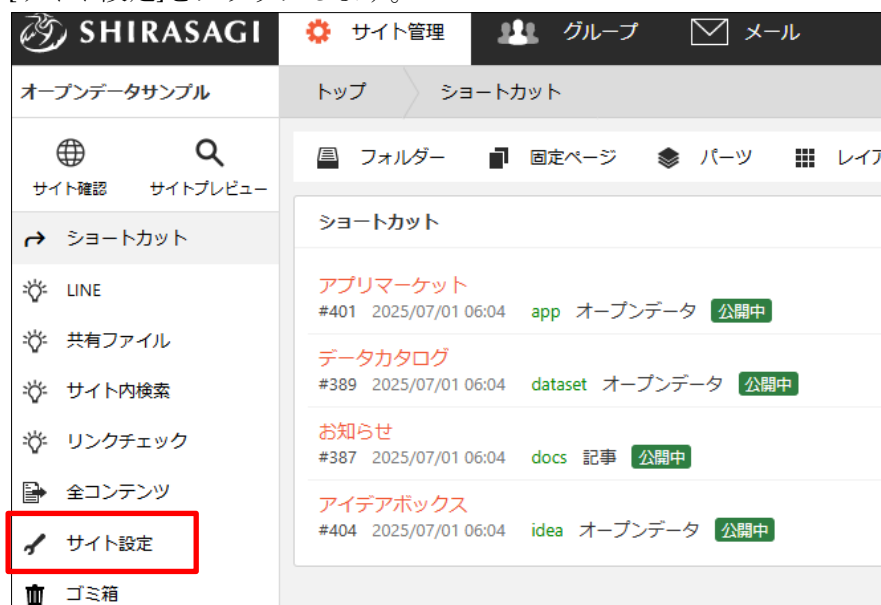 SHIRASAGI サイト管理 グループ メール
オープンデータサンプル トップ ショートカット
サイト確認 サイトプレビュー
フォルダー 固定ページ パーツ
ショートカット
LINE
共有ファイル
サイト内検索
リンクチェック
全コンテンツ
サイト設定
ゴミ箱
ショートカット
アプリマーケット
#401 2025/07/01 06:04 app オープンデータ 公開中
データカタログ
#389 2025/07/01 06:04 dataset オープンデータ 公開中
お知らせ
#387 2025/07/01 06:04 docs 記事 公開中
アイデアボックス
#404 2025/07/01 06:04 idea オープンデータ 公開中